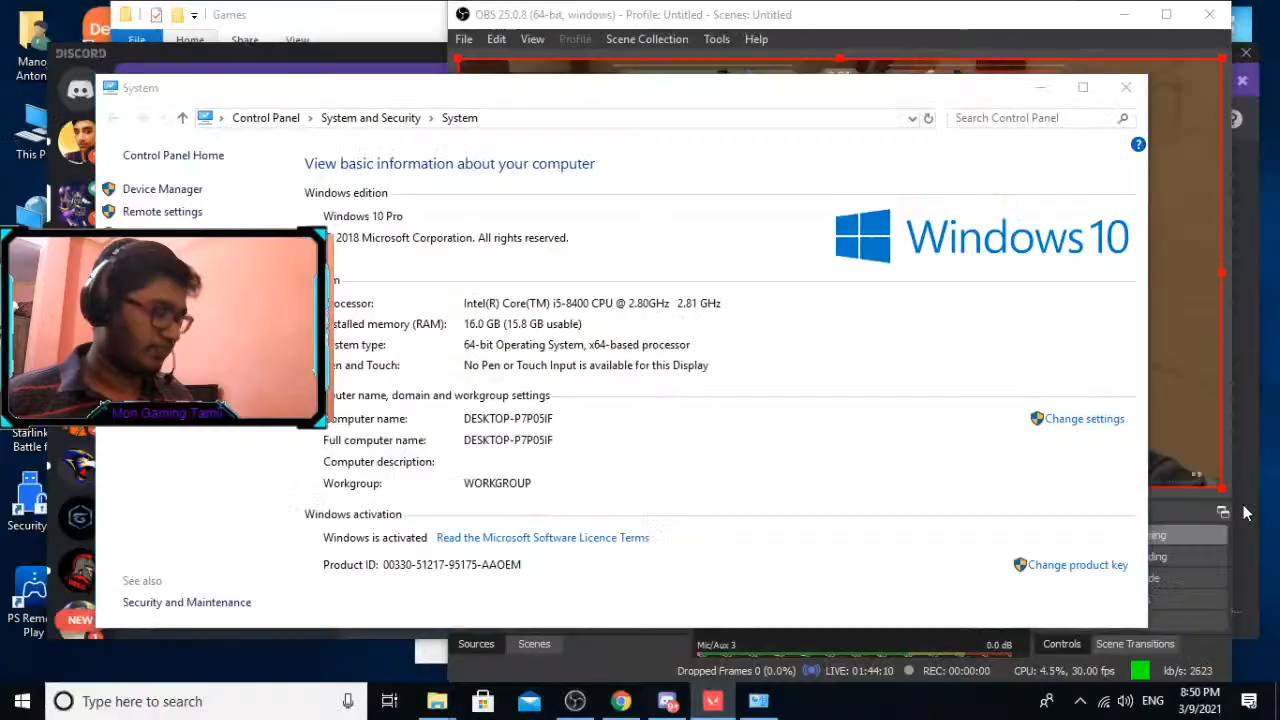 Games
OBS 25.0.8 (64-bit, windows) - Profile: Untitled - Scenes: Untitled
File Home Share View
File Edit View Profile Scene Collection Tools Help
DISCORD
System
Control Panel System and Security System
Search Control Panel
Control Panel Home
View basic information about your computer
Device Manager
Windows edition
Remote settings
Windows 10 Pro
2018 Microsoft Corporation. All rights reserved.
Windows 10
Intel(R) Core(TM) i5-8400 CPU @ 2.80GHz 2.81 GHz
(RAM): 16.0 GB (15.8 GB usable)
type: 64-bit Operating System, x64-based processor
and Touch: No Pen or Touch Input is available for this Display
name, domain and workgroup settings
Mon Gaming Tamil
name: DESKTOP-P7P05IF
Change settings
Full computer name: DESKTOP-P7P05IF
Computer description:
Workgroup: WORKGROUP
Windows activation
Windows is activated Read the Microsoft Software Licence Terms
Product ID: 00330-51217-95175-AAOEM
Change product key
See also
Security and Maintenance
Mano
Anton
This P
Starlink
Battle f
Security
PS Remo
Play
NEW
Sources Scenes
Mic/Aux 3 0.0 dB
Controls Scene Transitions
Dropped Frames 0 (0.0%) LIVE: 01:44:10 REC: 00:00:00 CPU: 4.5%, 30.00 fps kb/s: 2623
Type here to search
ENG
8:50 PM
3/9/2021